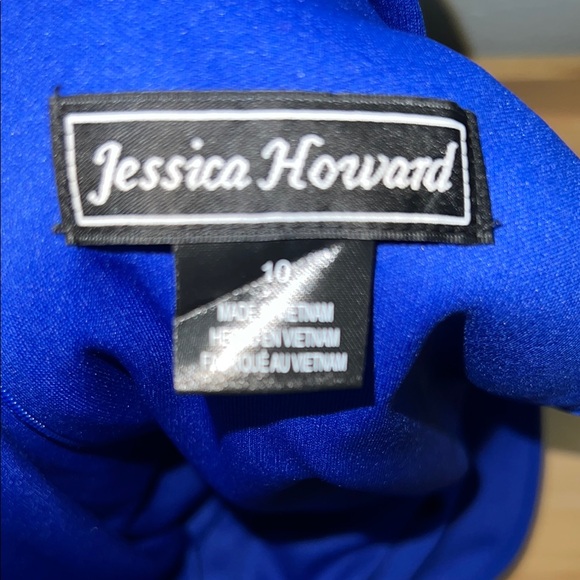 Jessica Howard
10
MADE IN VIETNAM
HECHO EN VIETNAM
FABRIQUÉ AU VIETNAM